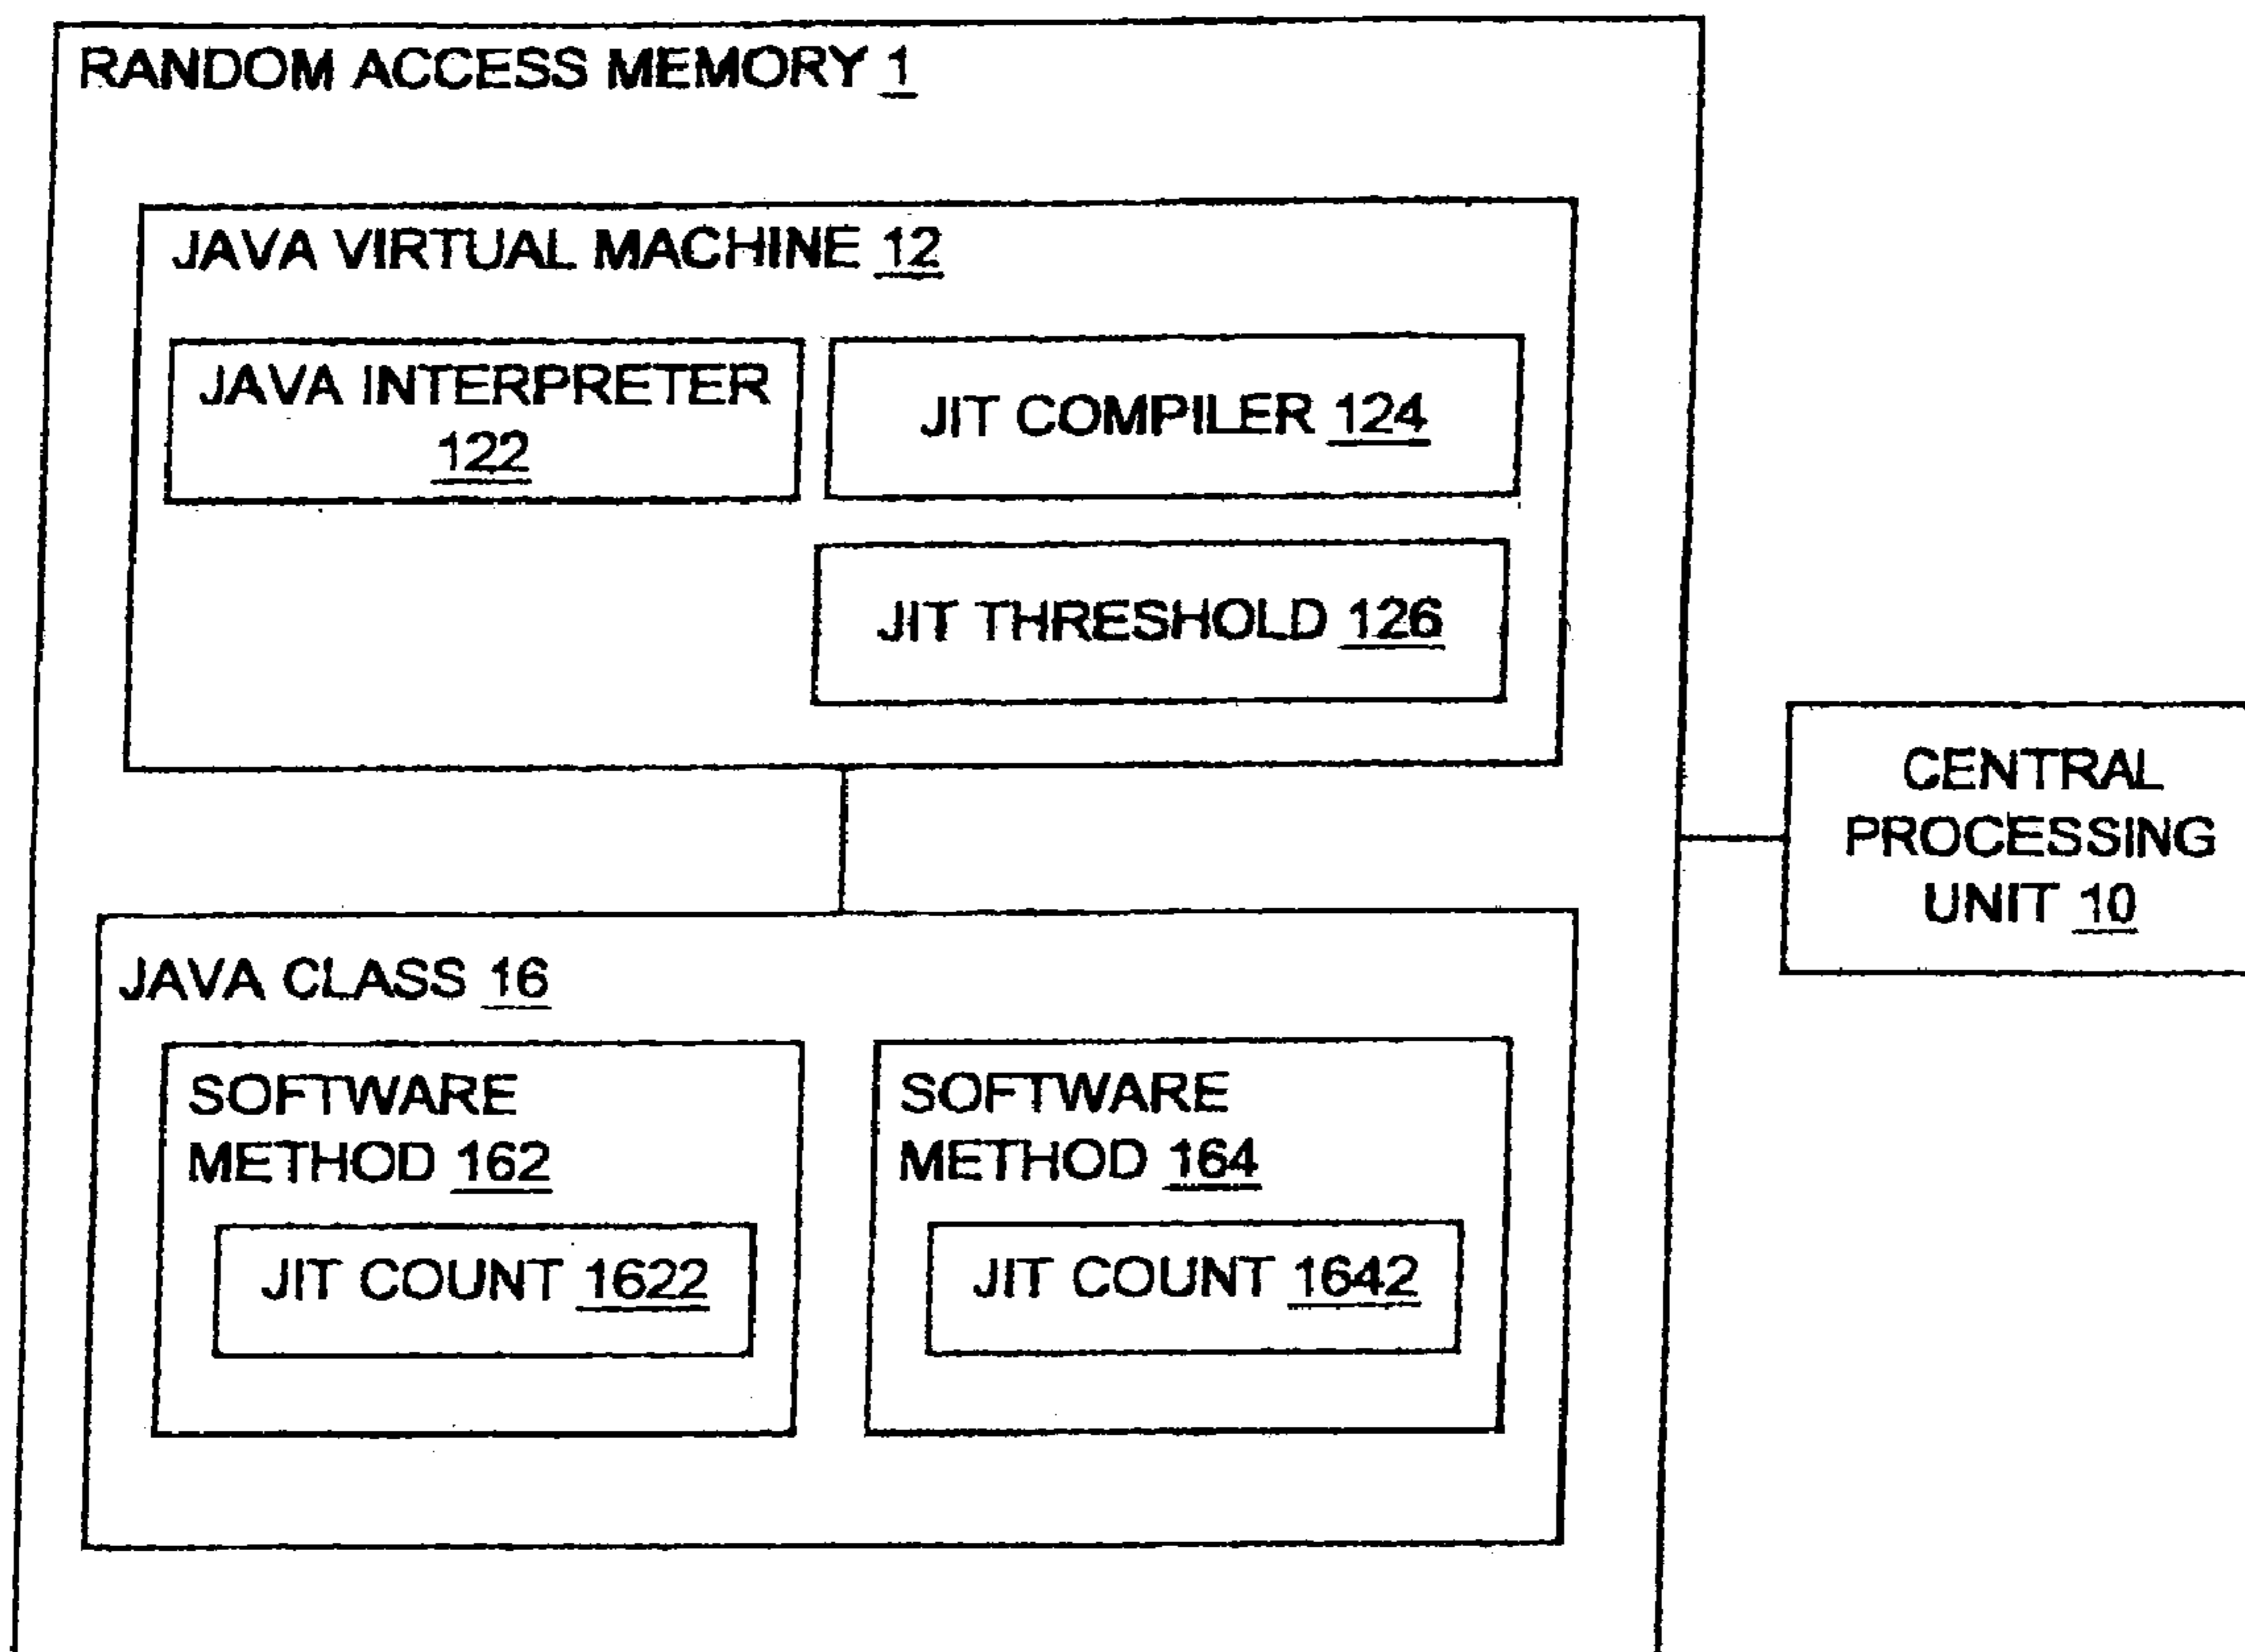 RANDOM ACCESS MEMORY 1
JAVA VIRTUAL MACHINE 12
JAVA INTERPRETER
122
JIT COMPILER 124
JIT THRESHOLD 126
CENTRAL
PROCESSING
UNIT 10
JAVA CLASS 16
SOFTWARE
METHOD 162
JIT COUNT 1622
SOFTWARE
METHOD 164
JIT COUNT 1642